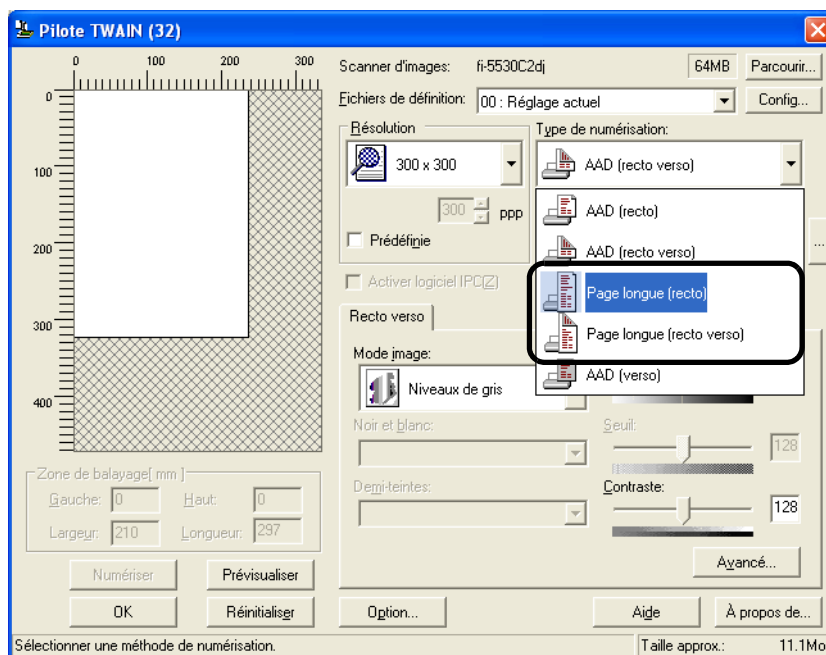 Pilote TWAIN (32)
0 100 200 300
0
100
200
300
400
Scanner d'images: fi-5530C2dj 64MB Parcourir...
Fichiers de définition: 00 : Réglage actuel Config...
Résolution
300 x 300
300 ppp
Prédéfinie
Type de numérisation:
AAD (recto verso)
AAD (recto)
AAD (recto verso)
Page longue (recto)
Page longue (recto verso)
AAD (verso)
...
Activer logiciel IPC(Z)
Recto verso
Mode image:
Niveaux de gris
Noir et blanc:
Demi-teintes:
Seuil:
128
Contraste:
128
Avancé...
Zone de balayage[ mm ]
Gauche: 0 Haut: 0
Largeur: 210 Longueur: 297
Numériser Prévisualiser
OK Réinitialiser Option... Aide À propos de...
Sélectionner une méthode de numérisation. Taille approx.: 11.1Mo